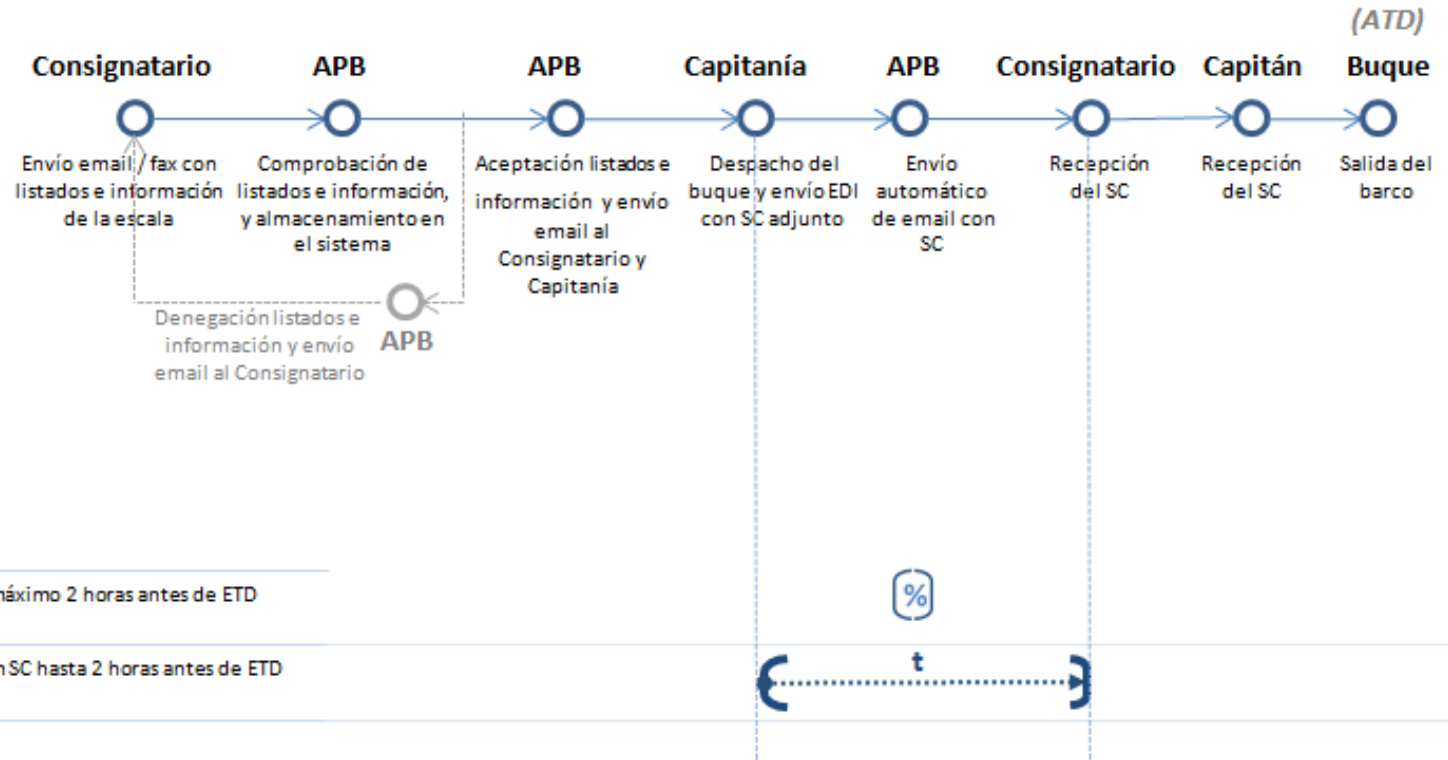 (ATD)
Consignatario APB APB Capitanía APB Consignatario Capitán Buque
Envío email / fax con
listados e información
de la escala
Comprobación de
listados e información,
y almacenamiento en
el sistema
Aceptación listados e
información y envío
email al
Consignatario y
Capitanía
Despacho del
buque y envío EDI
con SC adjunto
Envío
automático
de email con
SC
Recepción
del SC
Recepción
del SC
Salida del
barco
Denegación listados e
información y envío
email al Consignatario
APB
máximo 2 horas antes de ETD
%
n SC hasta 2 horas antes de ETD
t